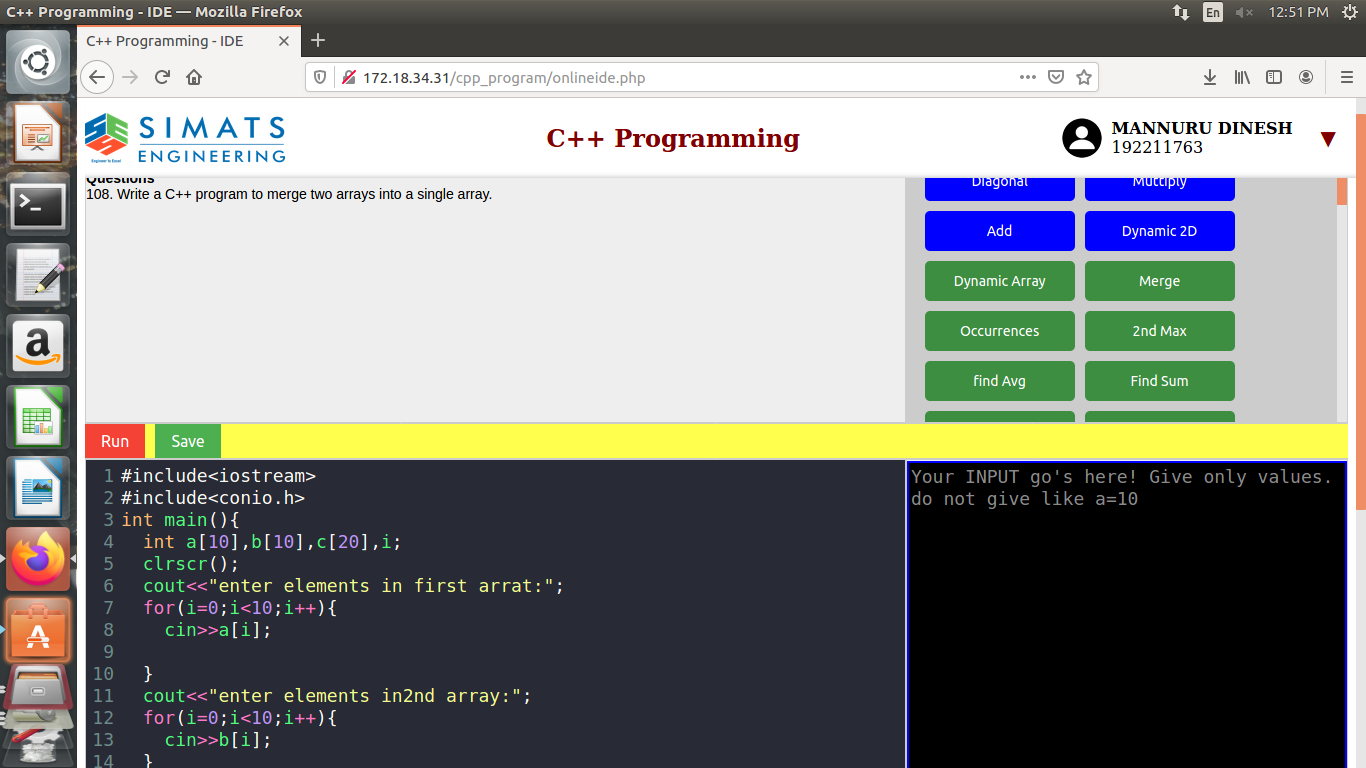 C++ Programming - IDE — Mozilla Firefox
En
12:51 PM
C++ Programming - IDE
172.18.34.31/cpp_program/onlineide.php
SIMATS
ENGINEERING
Engineer to Excel
C++ Programming
MANNURU DINESH
192211763
Questions
108. Write a C++ program to merge two arrays into a single array.
Diagonal
Multiply
Add
Dynamic 2D
Dynamic Array
Merge
Occurrences
2nd Max
find Avg
Find Sum
Run
Save
1 #include<iostream>
2 #include<conio.h>
3 int main(){
4 int a[10],b[10],c[20],i;
5 clrscr();
6 cout<<"enter elements in first arrat:";
7 for(i=0;i<10;i++){
8 cin>>a[i];
9
10 }
11 cout<<"enter elements in2nd array:";
12 for(i=0;i<10;i++){
13 cin>>b[i];
14 }
Your INPUT go's here! Give only values.
do not give like a=10